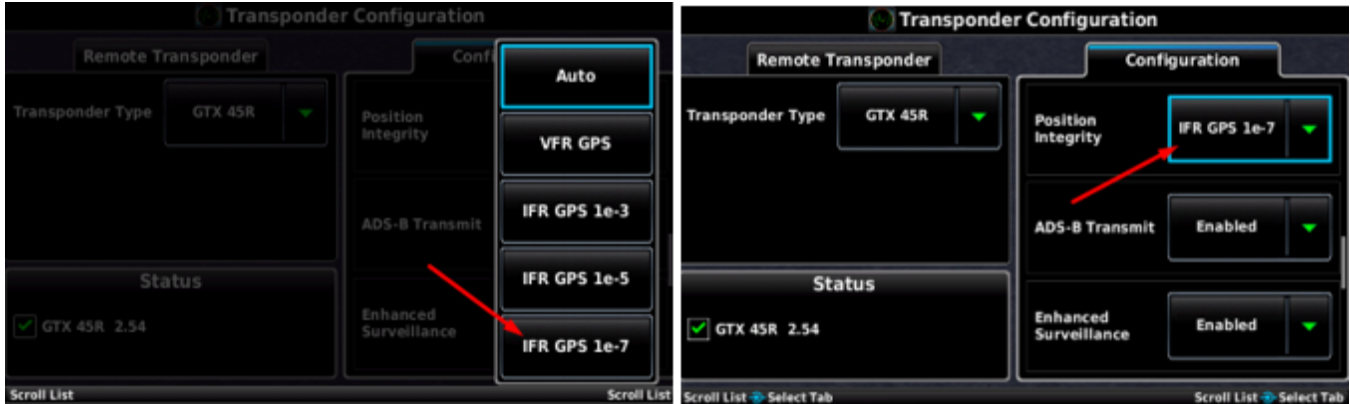 Transponder Configuration
Remote Transponder
Confi
Transponder Type
GTX 45R
Position
Integrity
ADS-B Transmit
Enhanced
Surveillance
Auto
VFR GPS
IFR GPS 1e-3
IFR GPS 1e-5
IFR GPS 1e-7
Status
GTX 45R 2.54
Scroll List
Scroll List
Transponder Configuration
Remote Transponder
Configuration
Transponder Type
GTX 45R
Position
Integrity
IFR GPS 1e-7
ADS-B Transmit
Enabled
Enhanced
Surveillance
Enabled
Status
GTX 45R 2.54
Scroll List Select Tab
Scroll List Select Tab